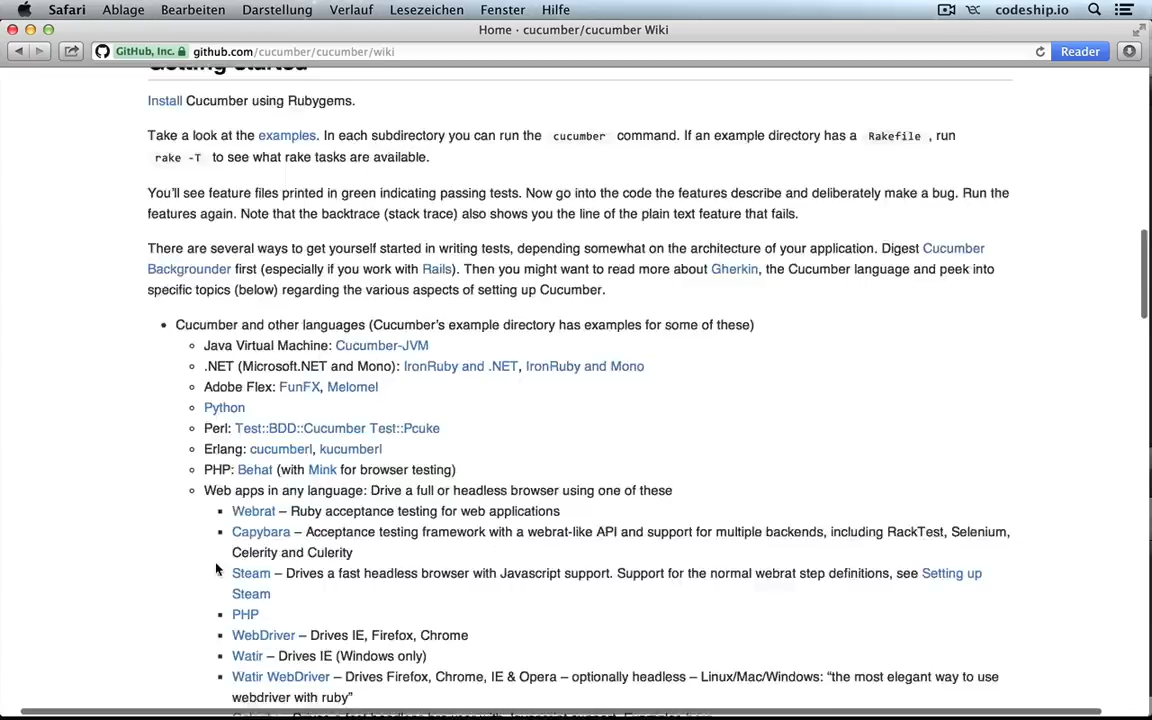 Safari Ablage Bearbeiten Darstellung Verlauf Lesezeichen Fenster Hilfe codeship.io
Home · cucumber/cucumber Wiki
GitHub, Inc. github.com/cucumber/cucumber/wiki Reader
Getting started
Install Cucumber using Rubygems.
Take a look at the examples. In each subdirectory you can run the cucumber command. If an example directory has a Rakefile , run
rake -T to see what rake tasks are available.
You'll see feature files printed in green indicating passing tests. Now go into the code the features describe and deliberately make a bug. Run the
features again. Note that the backtrace (stack trace) also shows you the line of the plain text feature that fails.
There are several ways to get yourself started in writing tests, depending somewhat on the architecture of your application. Digest Cucumber
Backgrounder first (especially if you work with Rails). Then you might want to read more about Gherkin, the Cucumber language and peek into
specific topics (below) regarding the various aspects of setting up Cucumber.
• Cucumber and other languages (Cucumber's example directory has examples for some of these)
Java Virtual Machine: Cucumber-JVM
.NET (Microsoft.NET and Mono): IronRuby and .NET, IronRuby and Mono
Adobe Flex: FunFX, Melomel
Python
Perl: Test::BDD::Cucumber Test::Pcuke
Erlang: cucumberl, kucumberl
PHP: Behat (with Mink for browser testing)
Web apps in any language: Drive a full or headless browser using one of these
Webrat – Ruby acceptance testing for web applications
Capybara – Acceptance testing framework with a webrat-like API and support for multiple backends, including RackTest, Selenium,
Celerity and Culerity
Steam – Drives a fast headless browser with Javascript support. Support for the normal webrat step definitions, see Setting up
Steam
PHP
WebDriver – Drives IE, Firefox, Chrome
Watir – Drives IE (Windows only)
Watir WebDriver – Drives Firefox, Chrome, IE & Opera – optionally headless – Linux/Mac/Windows: “the most elegant way to use
webdriver with ruby”